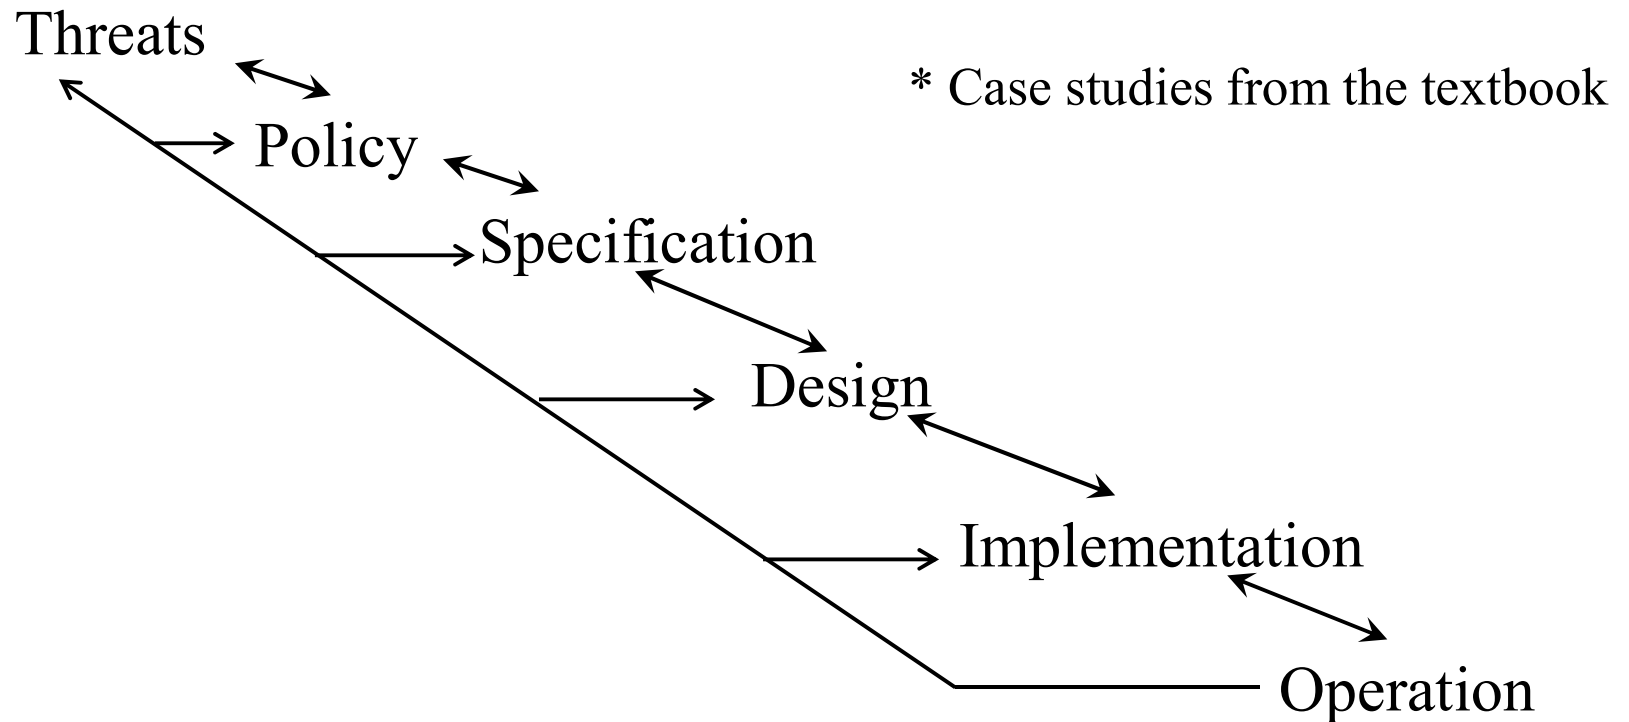 Threats
* Case studies from the textbook
Policy
Specification
Design
Implementation
Operation